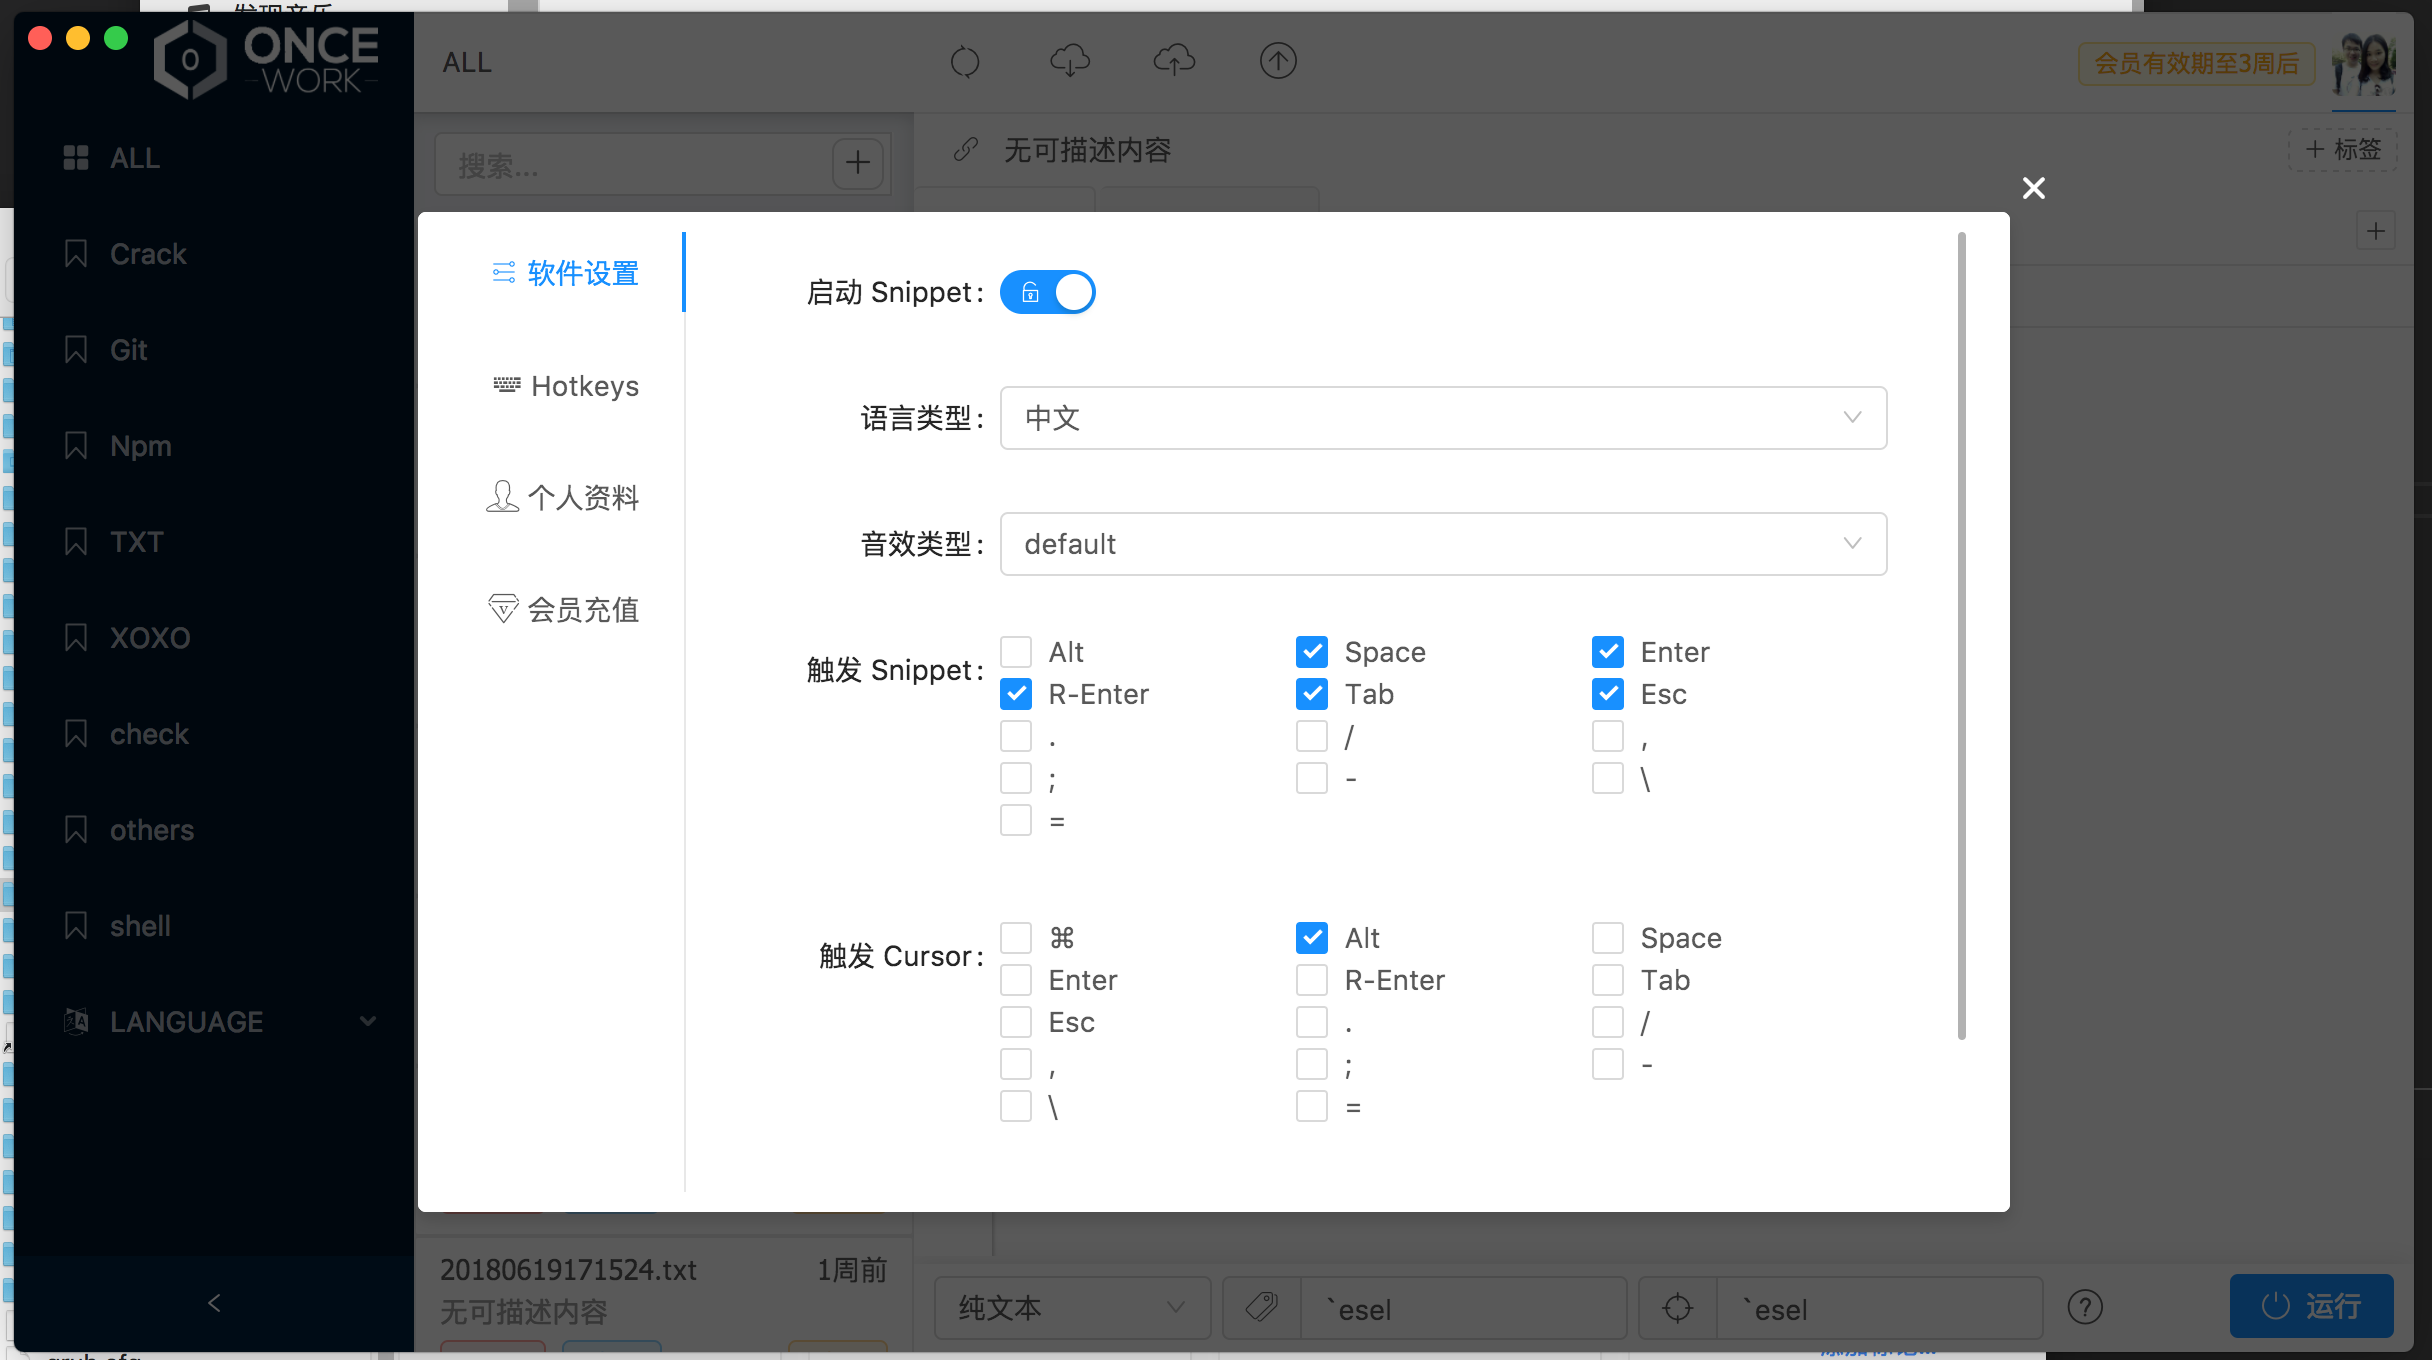 发现音乐
ONCE
WORK
0
ALL
会员有效期至3周后
ALL
Crack
Git
Npm
TXT
XOXO
check
others
shell
LANGUAGE
搜索...
无可描述内容
+ 标签
软件设置
Hotkeys
个人资料
会员充值
启动 Snippet:
语言类型: 中文
音效类型: default
触发 Snippet: Alt Space Enter
R-Enter Tab Esc
. / ,
; - \
=
触发 Cursor: ⌘ Alt Space
Enter R-Enter Tab
Esc . /
, ; -
\ =
20180619171524.txt 1周前
无可描述内容
纯文本 `esel `esel ? 运行